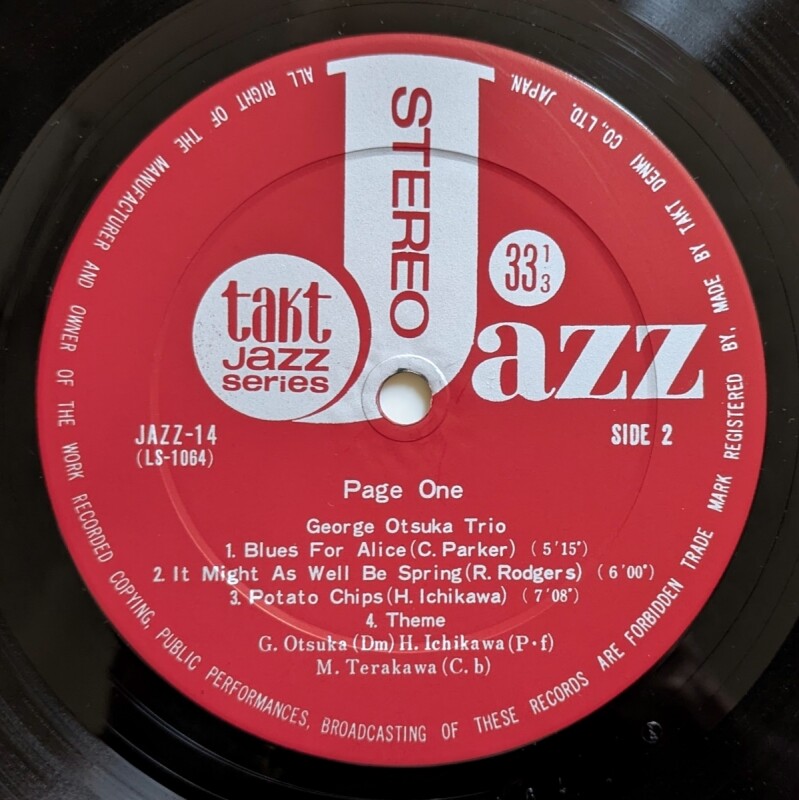 STEREO
33 1/3
takt
Jazz
series
Jazz
JAZZ-14
(LS-1064)
SIDE 2
Page One
George Otsuka Trio
1. Blues For Alice (C. Parker) (5'15")
2. It Might As Well Be Spring (R. Rodgers) (6'00")
3. Potato Chips (H. Ichikawa) (7'08")
4. Theme
G. Otsuka (Dm) H. Ichikawa (P・f)
M. Terakawa (C. b)
ALL RIGHT OF THE MANUFACTURER AND OWNER OF THE WORK RECORDED COPYING, PUBLIC PERFORMANCES, BROADCASTING OF THESE RECORDS ARE FORBIDDEN TRADE MARK REGISTERED BY, MADE BY TAKT DENKI CO., LTD. JAPAN.